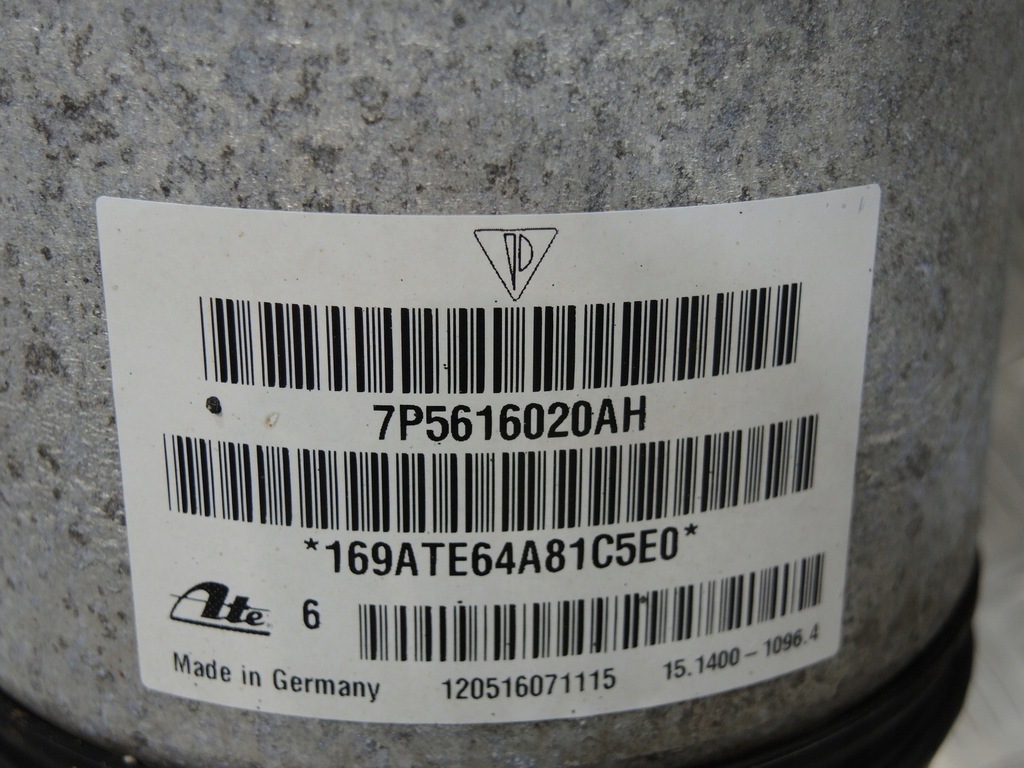 7P5616020AH
*169ATE64A81C5E0*
Ate 6
Made in Germany 120516071115 15.1400-1096.4